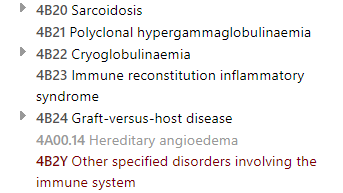 4B20 Sarcoidosis
4B21 Polyclonal hypergammaglobulinaemia
4B22 Cryoglobulinaemia
4B23 Immune reconstitution inflammatory
syndrome
4B24 Graft-versus-host disease
4A00.14 Hereditary angioedema
4B2Y Other specified disorders involving the
immune system